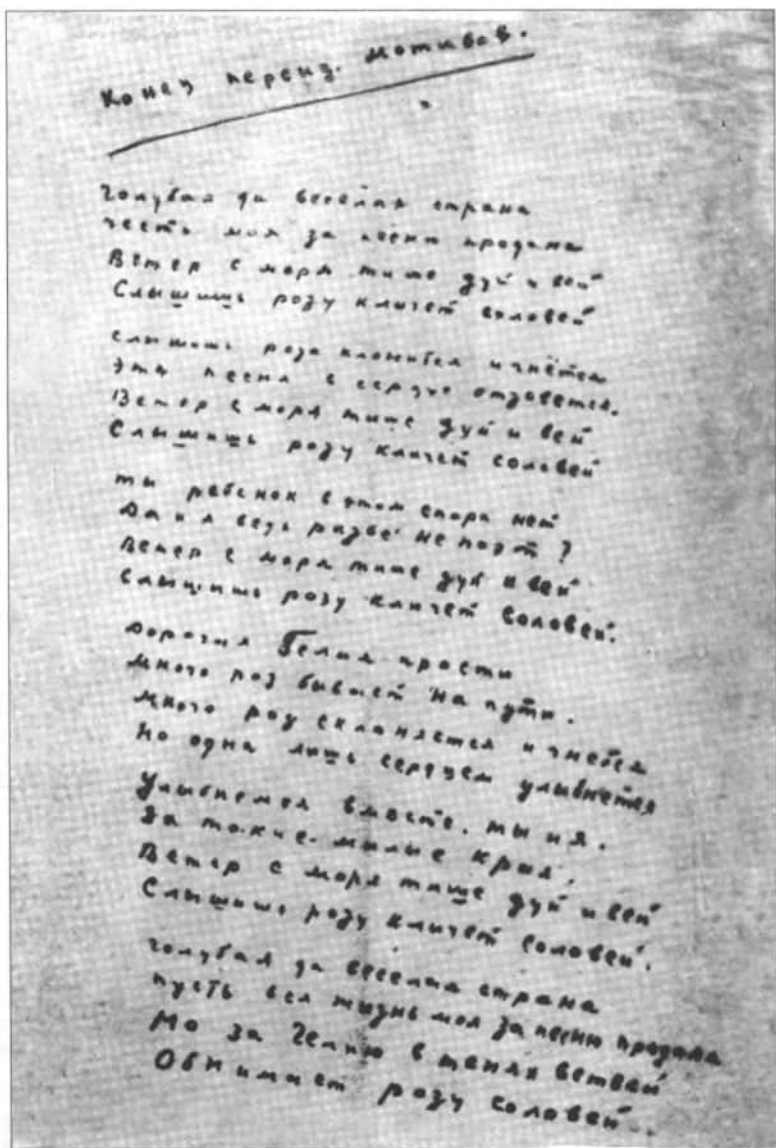 Конец персид. мотивов.
Голубая да веселая страна
честь моя за песни продана
Ветер с моря тише дуй и вей
Слышишь розу кличет соловей
слышишь роза клонится и гнётся
Эта песня в сердце отзовется.
Ветер с моря тише дуй и вей
Слышишь розу кличет соловей
ты ребенок в этом спора нет
Да и я ведь разве не поэт?
Ветер с моря тише дуй и вей
Слышишь розу кличет соловей.
Дорогая Гелия прости
Много роз бывает на пути.
Много роз склоняется и гнется
Но одна лишь сердцем улыбнется
Улыбнемся вместе. ты и я.
За такие милые края.
Ветер с моря тише дуй и вей
Слышишь розу кличет соловей.
голубая да веселая страна
пусть вся жизнь моя за песню продана
Но за Гелию в тенях ветвей
Обнимает розу соловей..